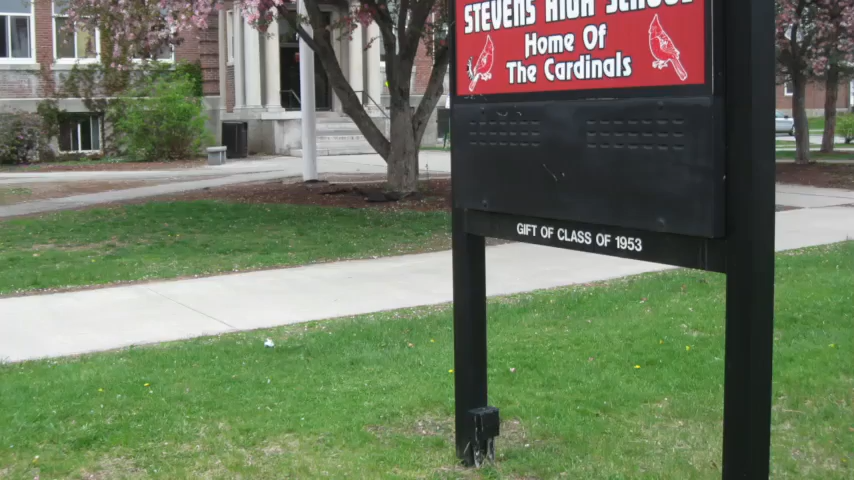 STEVENS HIGH SCHOOL
Home Of
The Cardinals
GIFT OF CLASS OF 1953